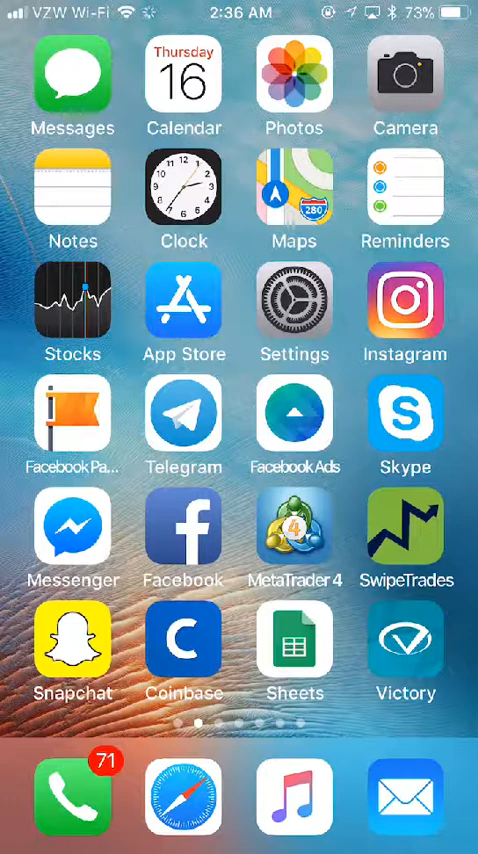 VZW Wi-Fi 2:36 AM 73%
Thursday
16
Messages Calendar Photos Camera
12
280
Notes Clock Maps Reminders
Stocks App Store Settings Instagram
Facebook Pa... Telegram Facebook Ads Skype
4
Messenger Facebook MetaTrader 4 SwipeTrades
Snapchat Coinbase Sheets Victory
71